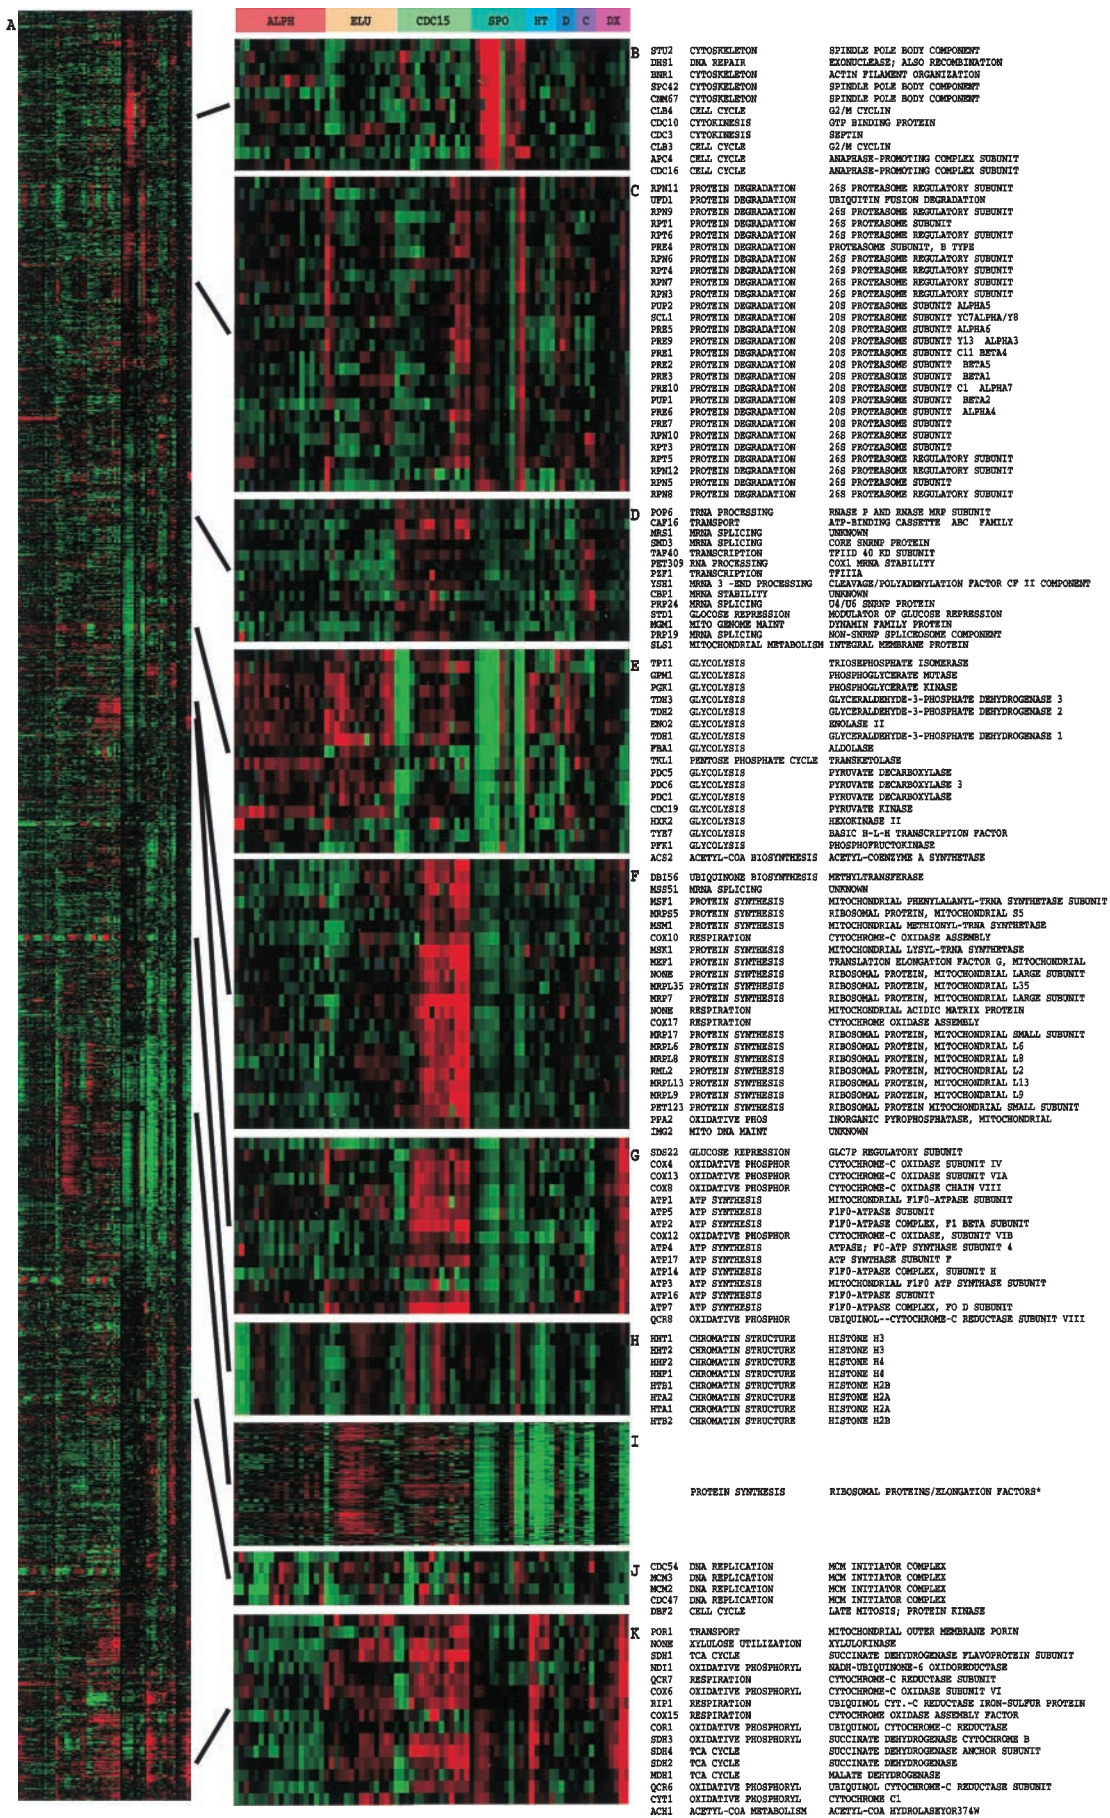 A
ALPH ELU CDC15 SPO HT D C DX
B
STU2 CYTOSKELETON SPINDLE POLE BODY COMPONENT
DHS1 DNA REPAIR EXONUCLEASE; ALSO RECOMBINATION
BNR1 CYTOSKELETON ACTIN FILAMENT ORGANIZATION
SPC42 CYTOSKELETON SPINDLE POLE BODY COMPONENT
CNM67 CYTOSKELETON SPINDLE POLE BODY COMPONENT
CLB4 CELL CYCLE G2/M CYCLIN
CDC10 CYTOKINESIS GTP BINDING PROTEIN
CDC3 CYTOKINESIS SEPTIN
CLB3 CELL CYCLE G2/M CYCLIN
APC4 CELL CYCLE ANAPHASE-PROMOTING COMPLEX SUBUNIT
CDC16 CELL CYCLE ANAPHASE-PROMOTING COMPLEX SUBUNIT
C
RPN11 PROTEIN DEGRADATION 26S PROTEASOME REGULATORY SUBUNIT
UFD1 PROTEIN DEGRADATION UBIQUITIN FUSION DEGRADATION
RPN9 PROTEIN DEGRADATION 26S PROTEASOME REGULATORY SUBUNIT
RPT1 PROTEIN DEGRADATION 26S PROTEASOME SUBUNIT
RPT6 PROTEIN DEGRADATION 26S PROTEASOME REGULATORY SUBUNIT
PRE4 PROTEIN DEGRADATION PROTEASOME SUBUNIT, B TYPE
RPN6 PROTEIN DEGRADATION 26S PROTEASOME REGULATORY SUBUNIT
RPT4 PROTEIN DEGRADATION 26S PROTEASOME REGULATORY SUBUNIT
RPN7 PROTEIN DEGRADATION 26S PROTEASOME REGULATORY SUBUNIT
RPN3 PROTEIN DEGRADATION 26S PROTEASOME REGULATORY SUBUNIT
PUP2 PROTEIN DEGRADATION 20S PROTEASOME SUBUNIT ALPHA5
SCL1 PROTEIN DEGRADATION 20S PROTEASOME SUBUNIT YC7ALPHA/Y8
PRE5 PROTEIN DEGRADATION 20S PROTEASOME SUBUNIT ALPHA6
PRE9 PROTEIN DEGRADATION 20S PROTEASOME SUBUNIT Y13 ALPHA3
PRE1 PROTEIN DEGRADATION 20S PROTEASOME SUBUNIT C11 BETA4
PRE2 PROTEIN DEGRADATION 20S PROTEASOME SUBUNIT BETA5
PRE3 PROTEIN DEGRADATION 20S PROTEASOME SUBUNIT BETA1
PRE10 PROTEIN DEGRADATION 20S PROTEASOME SUBUNIT C1 ALPHA7
PUP1 PROTEIN DEGRADATION 20S PROTEASOME SUBUNIT BETA2
PRE6 PROTEIN DEGRADATION 20S PROTEASOME SUBUNIT ALPHA4
PRE7 PROTEIN DEGRADATION 20S PROTEASOME SUBUNIT
RPN10 PROTEIN DEGRADATION 26S PROTEASOME SUBUNIT
RPT3 PROTEIN DEGRADATION 26S PROTEASOME SUBUNIT
RPT5 PROTEIN DEGRADATION 26S PROTEASOME REGULATORY SUBUNIT
RPN12 PROTEIN DEGRADATION 26S PROTEASOME REGULATORY SUBUNIT
RPN5 PROTEIN DEGRADATION 26S PROTEASOME SUBUNIT
RPN8 PROTEIN DEGRADATION 26S PROTEASOME REGULATORY SUBUNIT
D
POP6 TRNA PROCESSING RNASE P AND RNASE MRP SUBUNIT
CAF16 TRANSPORT ATP-BINDING CASSETTE ABC FAMILY
MRS1 MRNA SPLICING UNKNOWN
SMD3 MRNA SPLICING CORE SNRNP PROTEIN
TAF40 TRANSCRIPTION TFIID 40 KD SUBUNIT
PET309 RNA PROCESSING COX1 MRNA STABILITY
PZF1 TRANSCRIPTION TFIIIA
YSH1 MRNA 3 -END PROCESSING CLEAVAGE/POLYADENYLATION FACTOR CF II COMPONENT
CBP1 MRNA STABILITY UNKNOWN
PRP24 MRNA SPLICING U4/U6 SNRNP PROTEIN
STD1 GLOCOSE REPRESSION MODULATOR OF GLUCOSE REPRESSION
MGM1 MITO GENOME MAINT DYNAMIN FAMILY PROTEIN
PRP19 MRNA SPLICING NON-SNRNP SPLICEOSOME COMPONENT
SLS1 MITOCHONDRIAL METABOLISM INTEGRAL MEMBRANE PROTEIN
E
TPI1 GLYCOLYSIS TRIOSEPHOSPHATE ISOMERASE
GPM1 GLYCOLYSIS PHOSPHOGLYCERATE MUTASE
PGK1 GLYCOLYSIS PHOSPHOGLYCERATE KINASE
TDH3 GLYCOLYSIS GLYCERALDEHYDE-3-PHOSPHATE DEHYDROGENASE 3
TDH2 GLYCOLYSIS GLYCERALDEHYDE-3-PHOSPHATE DEHYDROGENASE 2
ENO2 GLYCOLYSIS ENOLASE II
TDH1 GLYCOLYSIS GLYCERALDEHYDE-3-PHOSPHATE DEHYDROGENASE 1
FBA1 GLYCOLYSIS ALDOLASE
TKL1 PENTOSE PHOSPHATE CYCLE TRANSKETOLASE
PDC5 GLYCOLYSIS PYRUVATE DECARBOXYLASE
PDC6 GLYCOLYSIS PYRUVATE DECARBOXYLASE 3
PDC1 GLYCOLYSIS PYRUVATE DECARBOXYLASE
CDC19 GLYCOLYSIS PYRUVATE KINASE
HXK2 GLYCOLYSIS HEXOKINASE II
TYE7 GLYCOLYSIS BASIC H-L-H TRANSCRIPTION FACTOR
PFK1 GLYCOLYSIS PHOSPHOFRUCTOKINASE
ACS2 ACETYL-COA BIOSYNTHESIS ACETYL-COENZYME A SYNTHETASE
F
DBI56 UBIQUINONE BIOSYNTHESIS METHYLTRANSFERASE
MSS51 MRNA SPLICING UNKNOWN
MSF1 PROTEIN SYNTHESIS MITOCHONDRIAL PHENYLALANYL-TRNA SYNTHETASE SUBUNIT
MRPS5 PROTEIN SYNTHESIS RIBOSOMAL PROTEIN, MITOCHONDRIAL S5
MSM1 PROTEIN SYNTHESIS MITOCHONDRIAL METHIONYL-TRNA SYNTHETASE
COX10 RESPIRATION CYTOCHROME-C OXIDASE ASSEMBLY
MSK1 PROTEIN SYNTHESIS MITOCHONDRIAL LYSYL-TRNA SYNTHETASE
MEF1 PROTEIN SYNTHESIS TRANSLATION ELONGATION FACTOR G, MITOCHONDRIAL
NONE PROTEIN SYNTHESIS RIBOSOMAL PROTEIN, MITOCHONDRIAL LARGE SUBUNIT
MRPL35 PROTEIN SYNTHESIS RIBOSOMAL PROTEIN, MITOCHONDRIAL L35
MRP7 PROTEIN SYNTHESIS RIBOSOMAL PROTEIN, MITOCHONDRIAL LARGE SUBUNIT
NONE RESPIRATION MITOCHONDRIAL ACIDIC MATRIX PROTEIN
COX17 RESPIRATION CYTOCHROME OXIDASE ASSEMBLY
MRP17 PROTEIN SYNTHESIS RIBOSOMAL PROTEIN, MITOCHONDRIAL SMALL SUBUNIT
MRPL6 PROTEIN SYNTHESIS RIBOSOMAL PROTEIN, MITOCHONDRIAL L6
MRPL8 PROTEIN SYNTHESIS RIBOSOMAL PROTEIN, MITOCHONDRIAL L8
RML2 PROTEIN SYNTHESIS RIBOSOMAL PROTEIN, MITOCHONDRIAL L2
MRPL13 PROTEIN SYNTHESIS RIBOSOMAL PROTEIN, MITOCHONDRIAL L13
MRPL9 PROTEIN SYNTHESIS RIBOSOMAL PROTEIN, MITOCHONDRIAL L9
PET123 PROTEIN SYNTHESIS RIBOSOMAL PROTEIN MITOCHONDRIAL SMALL SUBUNIT
PPA2 OXIDATIVE PHOS INORGANIC PYROPHOSPHATASE, MITOCHONDRIAL
IMG2 MITO DNA MAINT UNKNOWN
G
SDS22 GLUCOSE REPRESSION GLC7P REGULATORY SUBUNIT
COX4 OXIDATIVE PHOSPHOR CYTOCHROME-C OXIDASE SUBUNIT IV
COX13 OXIDATIVE PHOSPHOR CYTOCHROME-C OXIDASE SUBUNIT VIA
COX8 OXIDATIVE PHOSPHOR CYTOCHROME-C OXIDASE CHAIN VIII
ATP1 ATP SYNTHESIS MITOCHONDRIAL F1F0-ATPASE SUBUNIT
ATP5 ATP SYNTHESIS F1F0-ATPASE SUBUNIT
ATP2 ATP SYNTHESIS F1F0-ATPASE COMPLEX, F1 BETA SUBUNIT
COX12 OXIDATIVE PHOSPHOR CYTOCHROME-C OXIDASE, SUBUNIT VIB
ATP4 ATP SYNTHESIS ATPASE; F0-ATP SYNTHASE SUBUNIT 4
ATP17 ATP SYNTHESIS ATP SYNTHASE SUBUNIT F
ATP14 ATP SYNTHESIS F1F0-ATPASE COMPLEX, SUBUNIT H
ATP3 ATP SYNTHESIS MITOCHONDRIAL F1F0 ATP SYNTHASE SUBUNIT
ATP16 ATP SYNTHESIS F1F0-ATPASE SUBUNIT
ATP7 ATP SYNTHESIS F1F0-ATPASE COMPLEX, FO D SUBUNIT
QCR8 OXIDATIVE PHOSPHOR UBIQUINOL--CYTOCHROME-C REDUCTASE SUBUNIT VIII
H
HHT1 CHROMATIN STRUCTURE HISTONE H3
HHT2 CHROMATIN STRUCTURE HISTONE H3
HHF2 CHROMATIN STRUCTURE HISTONE H4
HHF1 CHROMATIN STRUCTURE HISTONE H4
HTB1 CHROMATIN STRUCTURE HISTONE H2B
HTA2 CHROMATIN STRUCTURE HISTONE H2A
HTA1 CHROMATIN STRUCTURE HISTONE H2A
HTB2 CHROMATIN STRUCTURE HISTONE H2B
I
PROTEIN SYNTHESIS RIBOSOMAL PROTEINS/ELONGATION FACTORS*
J
CDC54 DNA REPLICATION MCM INITIATOR COMPLEX
MCM3 DNA REPLICATION MCM INITIATOR COMPLEX
MCM2 DNA REPLICATION MCM INITIATOR COMPLEX
CDC47 DNA REPLICATION MCM INITIATOR COMPLEX
DBF2 CELL CYCLE LATE MITOSIS; PROTEIN KINASE
K
POR1 TRANSPORT MITOCHONDRIAL OUTER MEMBRANE PORIN
NONE XYLULOSE UTILIZATION XYLULOKINASE
SDH1 TCA CYCLE SUCCINATE DEHYDROGENASE FLAVOPROTEIN SUBUNIT
NDI1 OXIDATIVE PHOSPHORYL NADH-UBIQUINONE-6 OXIDOREDUCTASE
QCR7 RESPIRATION CYTOCHROME-C REDUCTASE SUBUNIT
COX6 OXIDATIVE PHOSPHORYL CYTOCHROME-C OXIDASE SUBUNIT VI
RIP1 RESPIRATION UBIQUINOL CYT.-C REDUCTASE IRON-SULFUR PROTEIN
COX15 RESPIRATION CYTOCHROME OXIDASE ASSEMBLY FACTOR
COR1 OXIDATIVE PHOSPHORYL UBIQUINOL CYTOCHROME-C REDUCTASE
SDH3 OXIDATIVE PHOSPHORYL SUCCINATE DEHYDROGENASE CYTOCHROME B
SDH4 TCA CYCLE SUCCINATE DEHYDROGENASE ANCHOR SUBUNIT
SDH2 TCA CYCLE SUCCINATE DEHYDROGENASE
MDH1 TCA CYCLE MALATE DEHYDROGENASE
QCR6 OXIDATIVE PHOSPHORYL UBIQUINOL CYTOCHROME-C REDUCTASE SUBUNIT
CYT1 OXIDATIVE PHOSPHORYL CYTOCHROME C1
ACH1 ACETYL-COA METABOLISM ACETYL-COA HYDROLASEYOR374W